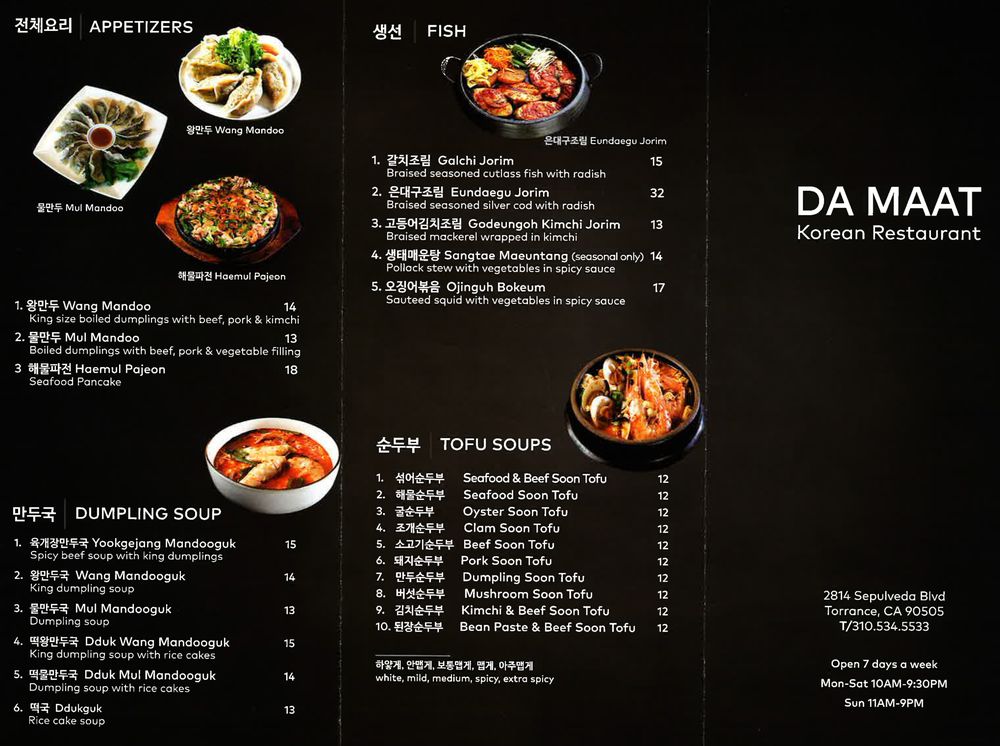 전체요리 | APPETIZERS
왕만두 Wang Mandoo
물만두 Mul Mandoo
해물파전 Haemul Pajeon
1. 왕만두 Wang Mandoo 14
King size boiled dumplings with beef, pork & kimchi
2. 물만두 Mul Mandoo 13
Boiled dumplings with beef, pork & vegetable filling
3 해물파전 Haemul Pajeon 18
Seafood Pancake
만두국 | DUMPLING SOUP
1. 육개장만두국 Yookgejang Mandooguk 15
Spicy beef soup with king dumplings
2. 왕만두국 Wang Mandooguk 14
King dumpling soup
3. 물만두국 Mul Mandooguk 13
Dumpling soup
4. 떡왕만두국 Dduk Wang Mandooguk 15
King dumpling soup with rice cakes
5. 떡물만두국 Dduk Mul Mandooguk 14
Dumpling soup with rice cakes
6. 떡국 Ddukguk 13
Rice cake soup
생선 | FISH
은대구조림 Eundaegu Jorim
1. 갈치조림 Galchi Jorim 15
Braised seasoned cutlass fish with radish
2. 은대구조림 Eundaegu Jorim 32
Braised seasoned silver cod with radish
3. 고등어김치조림 Godeungoh Kimchi Jorim 13
Braised mackerel wrapped in kimchi
4. 생태매운탕 Sangtae Maeuntang (seasonal only) 14
Pollack stew with vegetables in spicy sauce
5. 오징어볶음 Ojinguh Bokeum 17
Sauteed squid with vegetables in spicy sauce
순두부 | TOFU SOUPS
1. 섞어순두부 Seafood & Beef Soon Tofu 12
2. 해물순두부 Seafood Soon Tofu 12
3. 굴순두부 Oyster Soon Tofu 12
4. 조개순두부 Clam Soon Tofu 12
5. 소고기순두부 Beef Soon Tofu 12
6. 돼지순두부 Pork Soon Tofu 12
7. 만두순두부 Dumpling Soon Tofu 12
8. 버섯순두부 Mushroom Soon Tofu 12
9. 김치순두부 Kimchi & Beef Soon Tofu 12
10. 된장순두부 Bean Paste & Beef Soon Tofu 12
하얗게, 안맵게, 보통맵게, 맵게, 아주맵게
white, mild, medium, spicy, extra spicy
DA MAAT
Korean Restaurant
2814 Sepulveda Blvd
Torrance, CA 90505
T/310.534.5533
Open 7 days a week
Mon-Sat 10AM-9:30PM
Sun 11AM-9PM